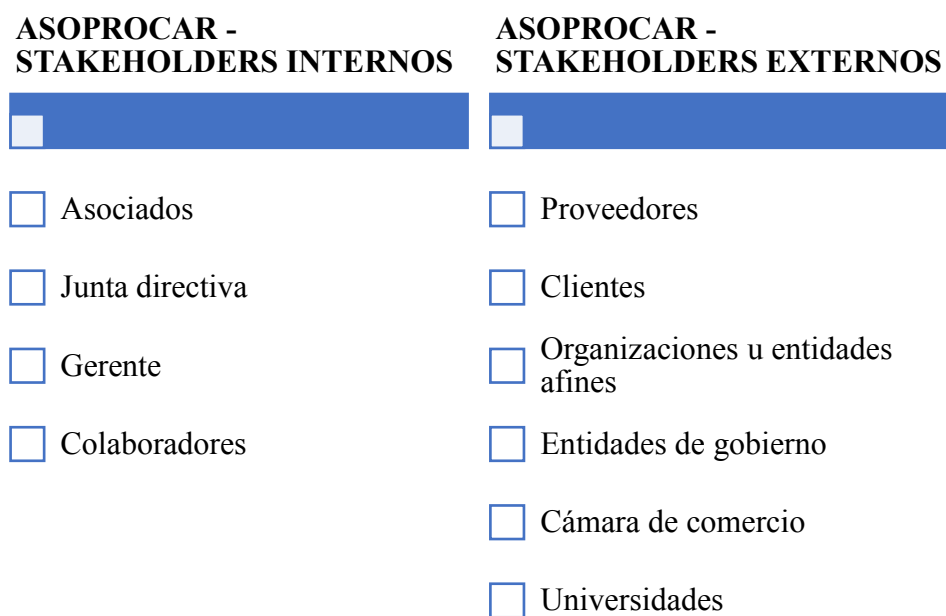 ASOPROCAR -
STAKEHOLDERS INTERNOS
Asociados
Junta directiva
Gerente
Colaboradores
ASOPROCAR -
STAKEHOLDERS EXTERNOS
Proveedores
Clientes
Organizaciones u entidades
afines
Entidades de gobierno
Cámara de comercio
Universidades